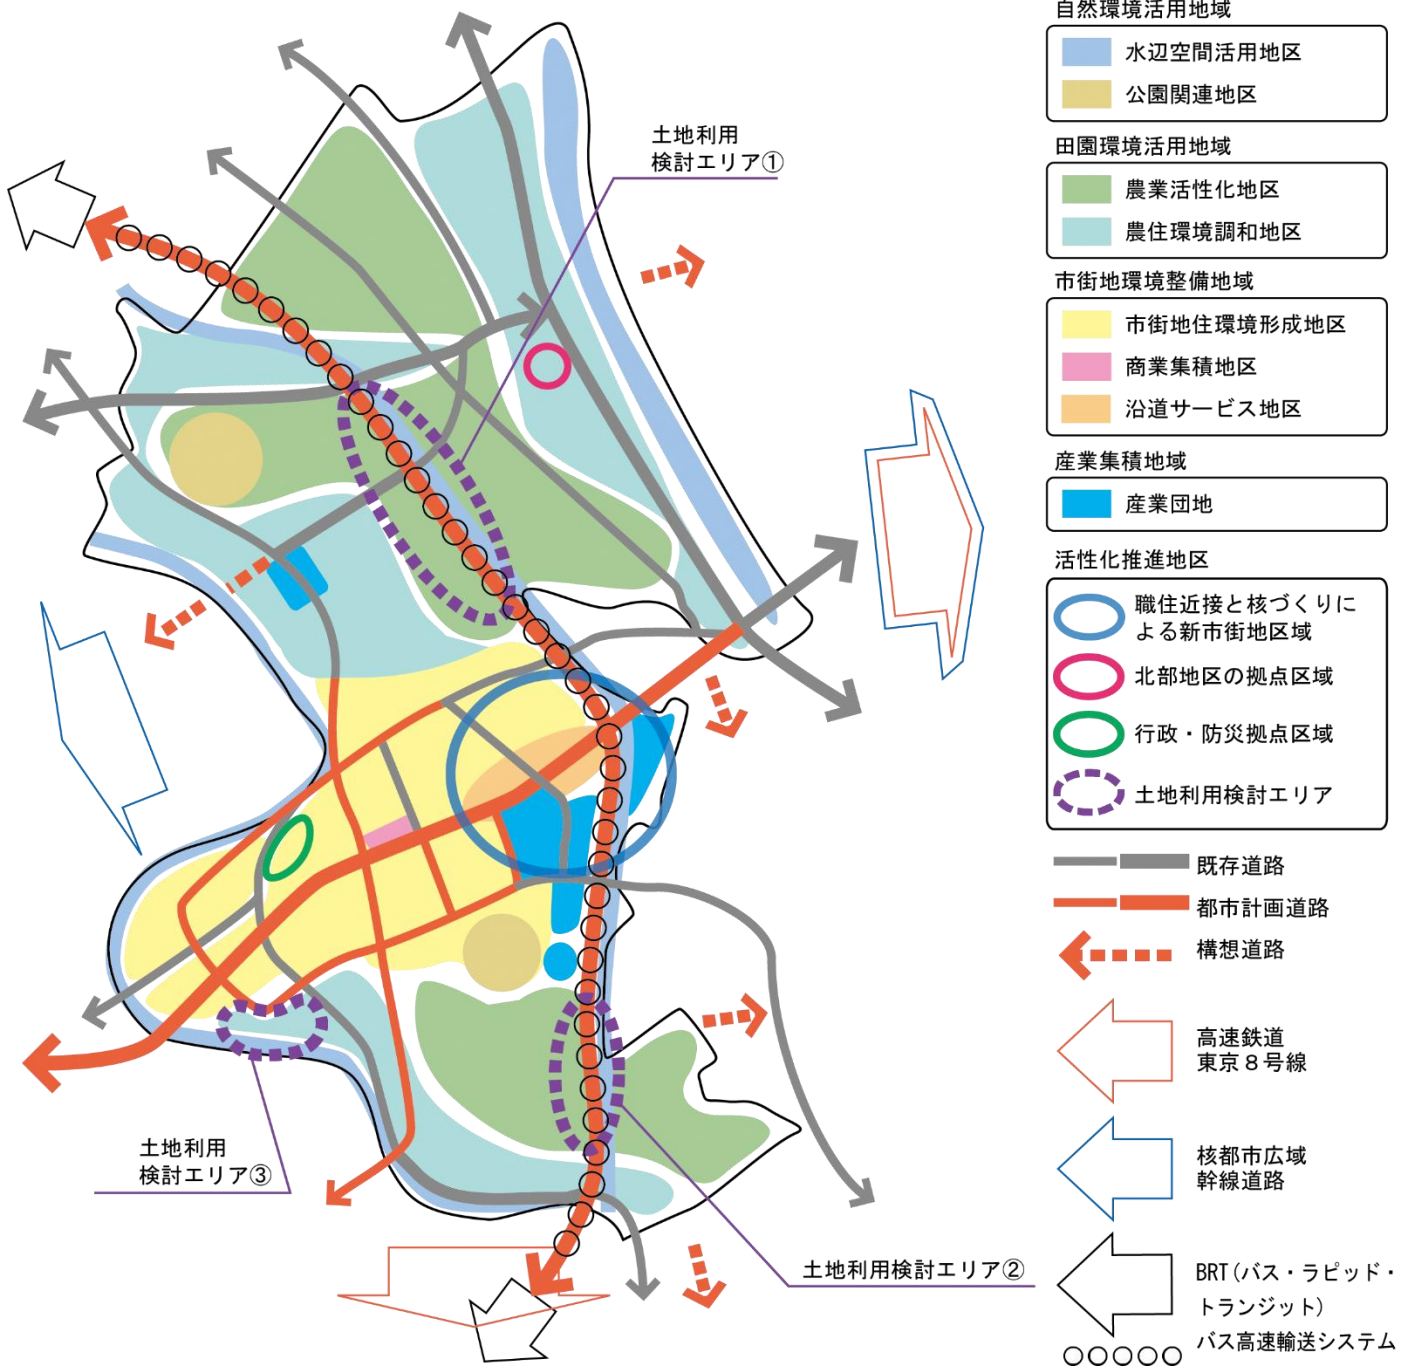 土地利用
検討エリア①
土地利用
検討エリア③
土地利用検討エリア②
自然環境活用地域
水辺空間活用地区
公園関連地区
田園環境活用地域
農業活性化地区
農住環境調和地区
市街地環境整備地域
市街地住環境形成地区
商業集積地区
沿道サービス地区
産業集積地域
産業団地
活性化推進地区
職住近接と核づくりに
よる新市街地区域
北部地区の拠点区域
行政・防災拠点区域
土地利用検討エリア
既存道路
都市計画道路
構想道路
高速鉄道
東京8号線
核都市広域
幹線道路
BRT(バス・ラピッド・
トランジット)
バス高速輸送システム